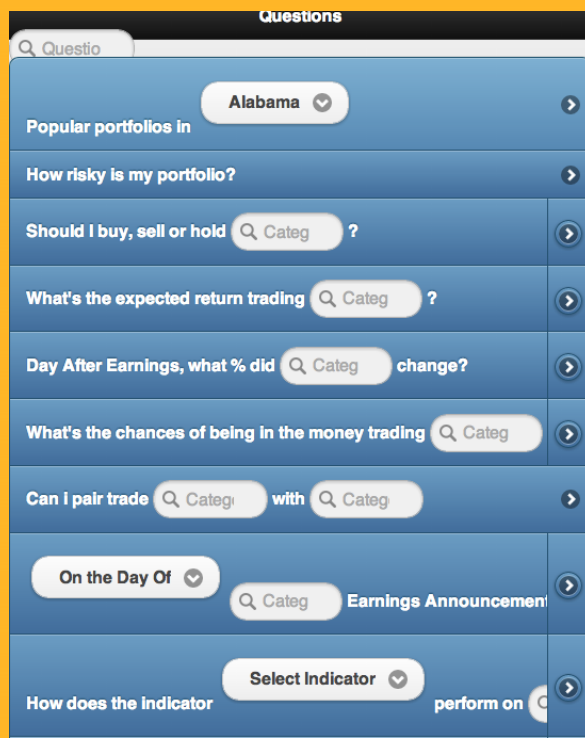 Questions
Questio
Alabama
Popular portfolios in
How risky is my portfolio?
Should I buy, sell or hold Categ ?
What's the expected return trading Categ ?
Day After Earnings, what % did Categ change?
What's the chances of being in the money trading Categ
Can i pair trade Categ with Categ
On the Day Of
Categ Earnings Announcement
Select Indicator
How does the indicator perform on